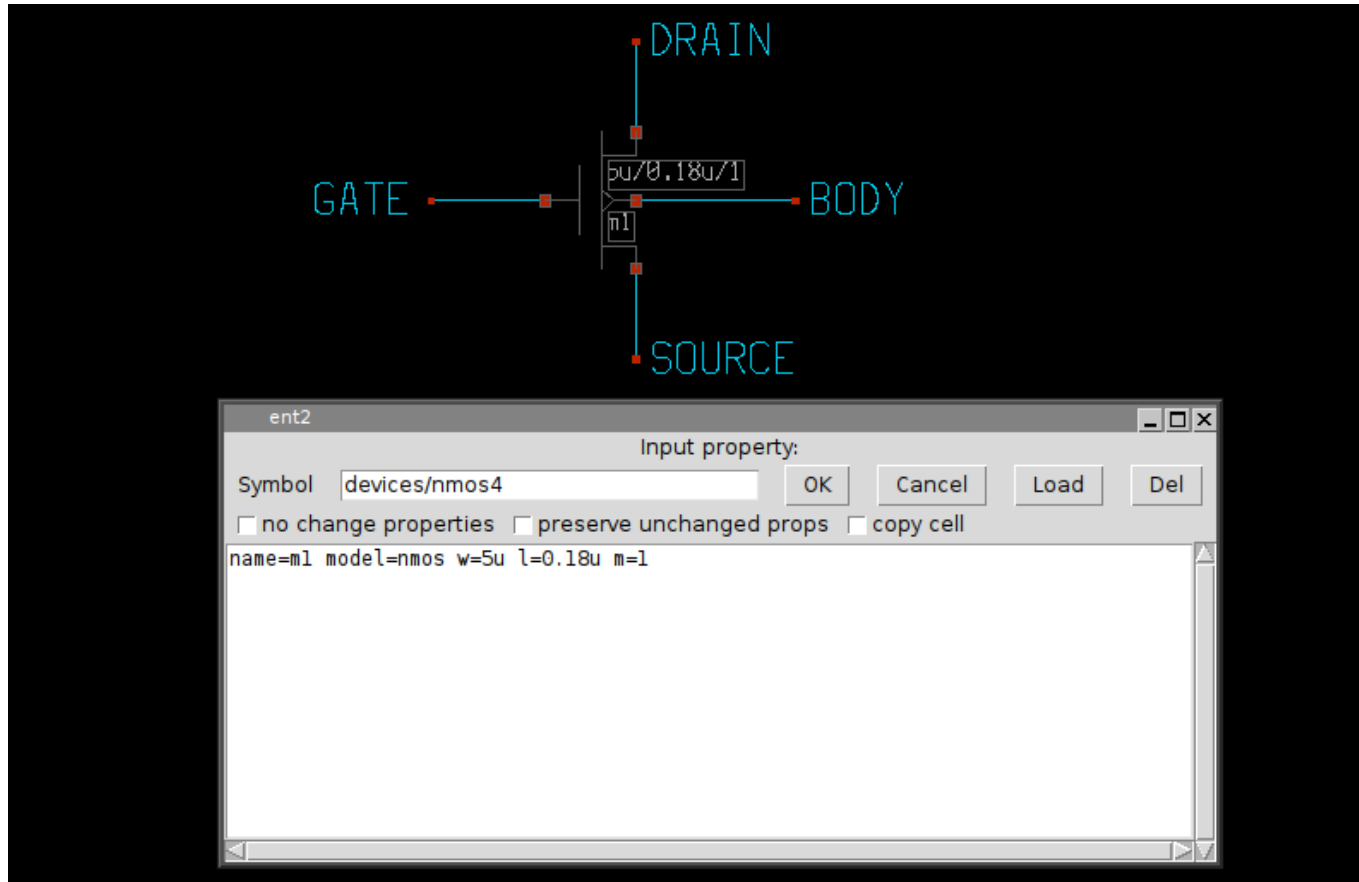 DRAIN
5u/0.18u/1
GATE
BODY
m1
SOURCE
ent2
Input property:
Symbol devices/nmos4 OK Cancel Load Del
no change properties preserve unchanged props copy cell
name=m1 model=nmos w=5u l=0.18u m=1